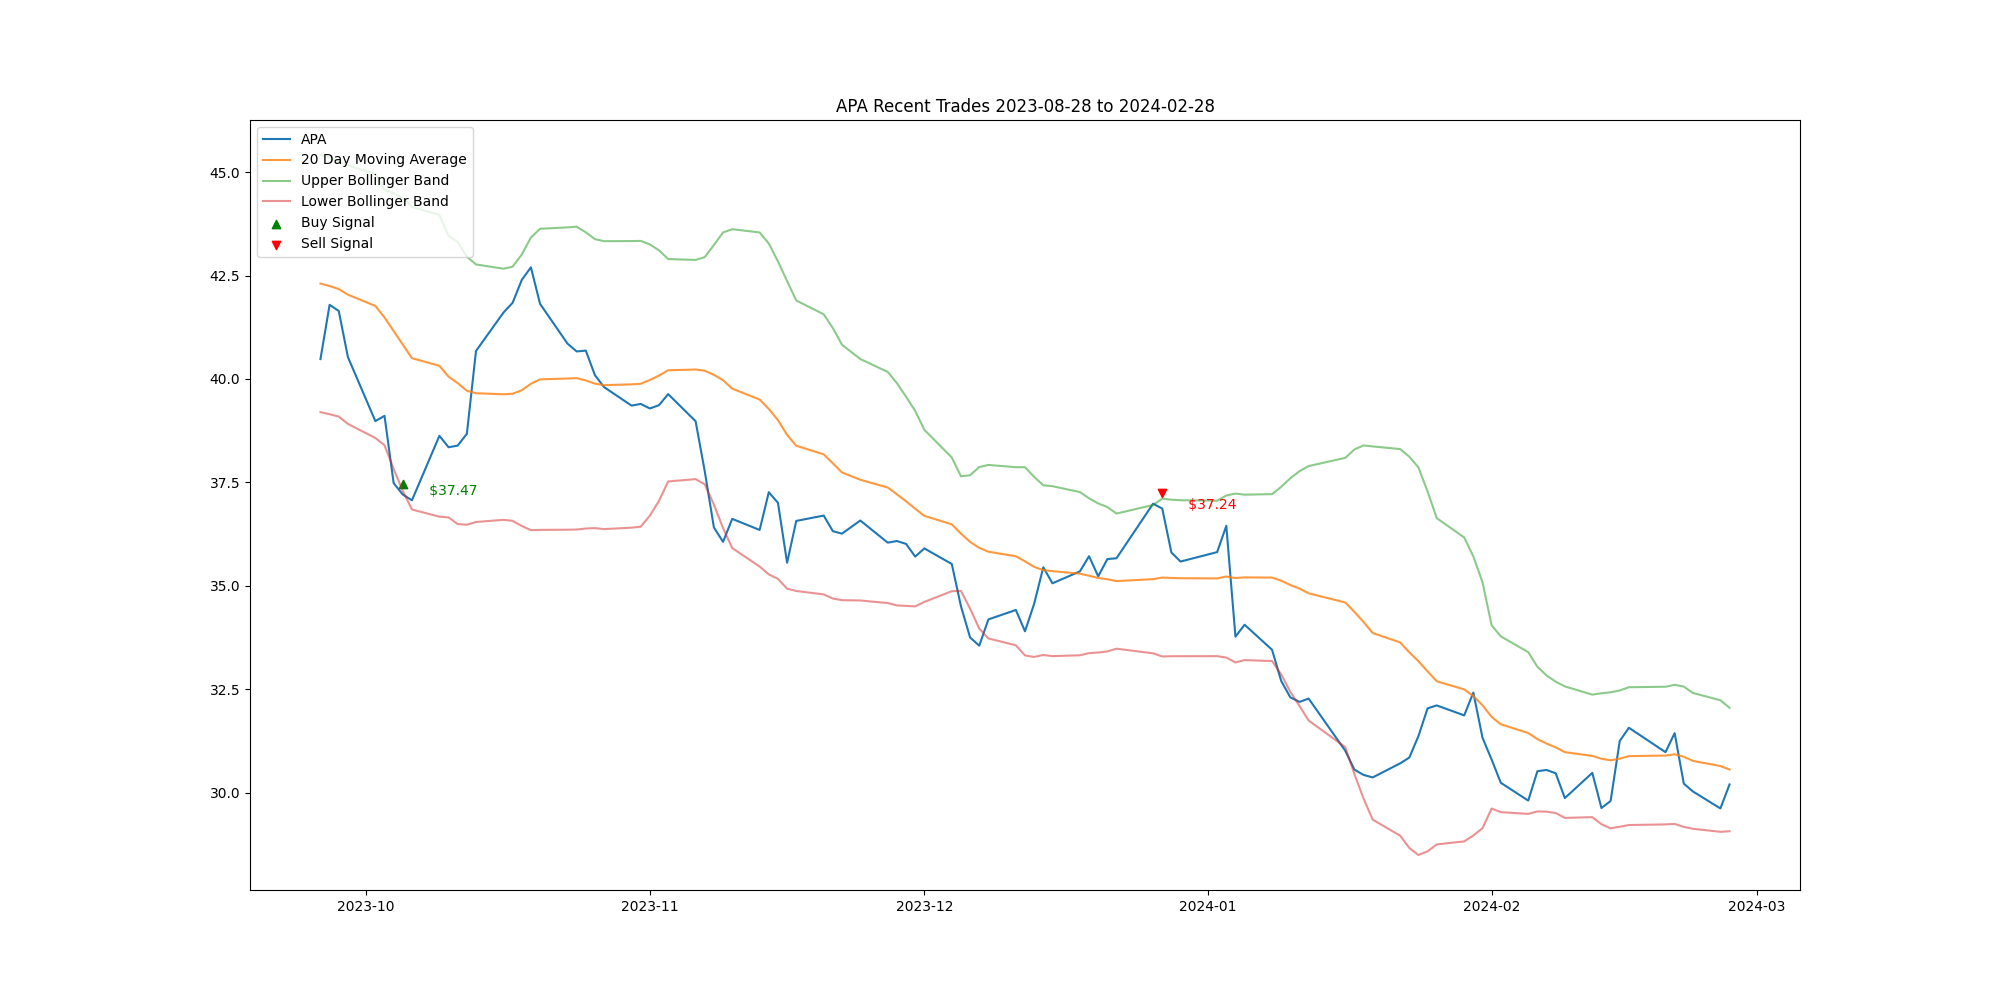 APA Recent Trades 2023-08-28 to 2024-02-28
APA
20 Day Moving Average
Upper Bollinger Band
Lower Bollinger Band
Buy Signal
Sell Signal
45.0
42.5
40.0
37.5
35.0
32.5
30.0
$37.47
$37.24
2023-10
2023-11
2023-12
2024-01
2024-02
2024-03